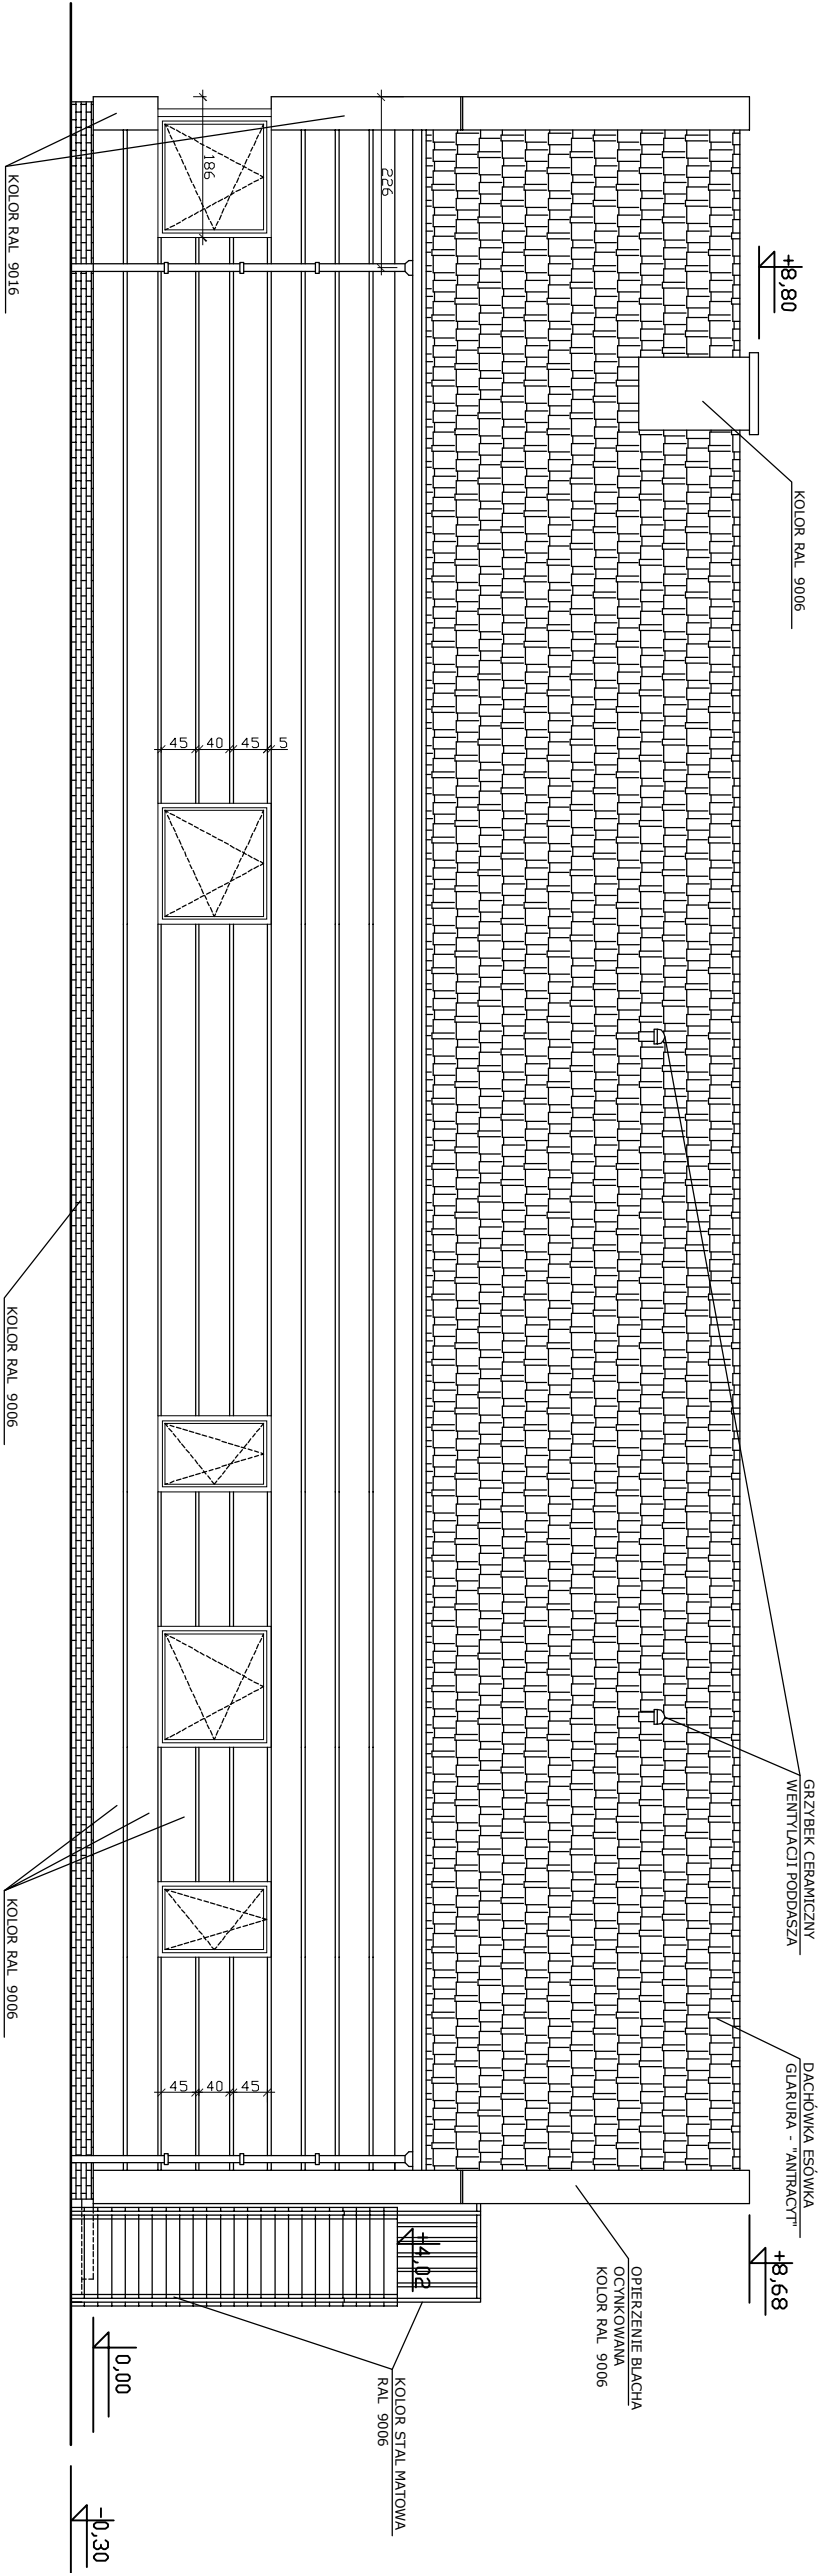 +8,80
KOLOR RAL 9006
GRZYBEK CERAMICZNY
WENTYLACJI PODDASZA
DACHÓWKA ESÓWKA
GLARURA - "ANTRACYT"
+8,68
OPIERZENIE BLACHA
OCYNKOWANA
KOLOR RAL 9006
+4,02
KOLOR STAL MATOWA
RAL 9006
226
186
5
45
40
45
45
40
45
0,00
-0,30
KOLOR RAL 9016
KOLOR RAL 9006
KOLOR RAL 9006